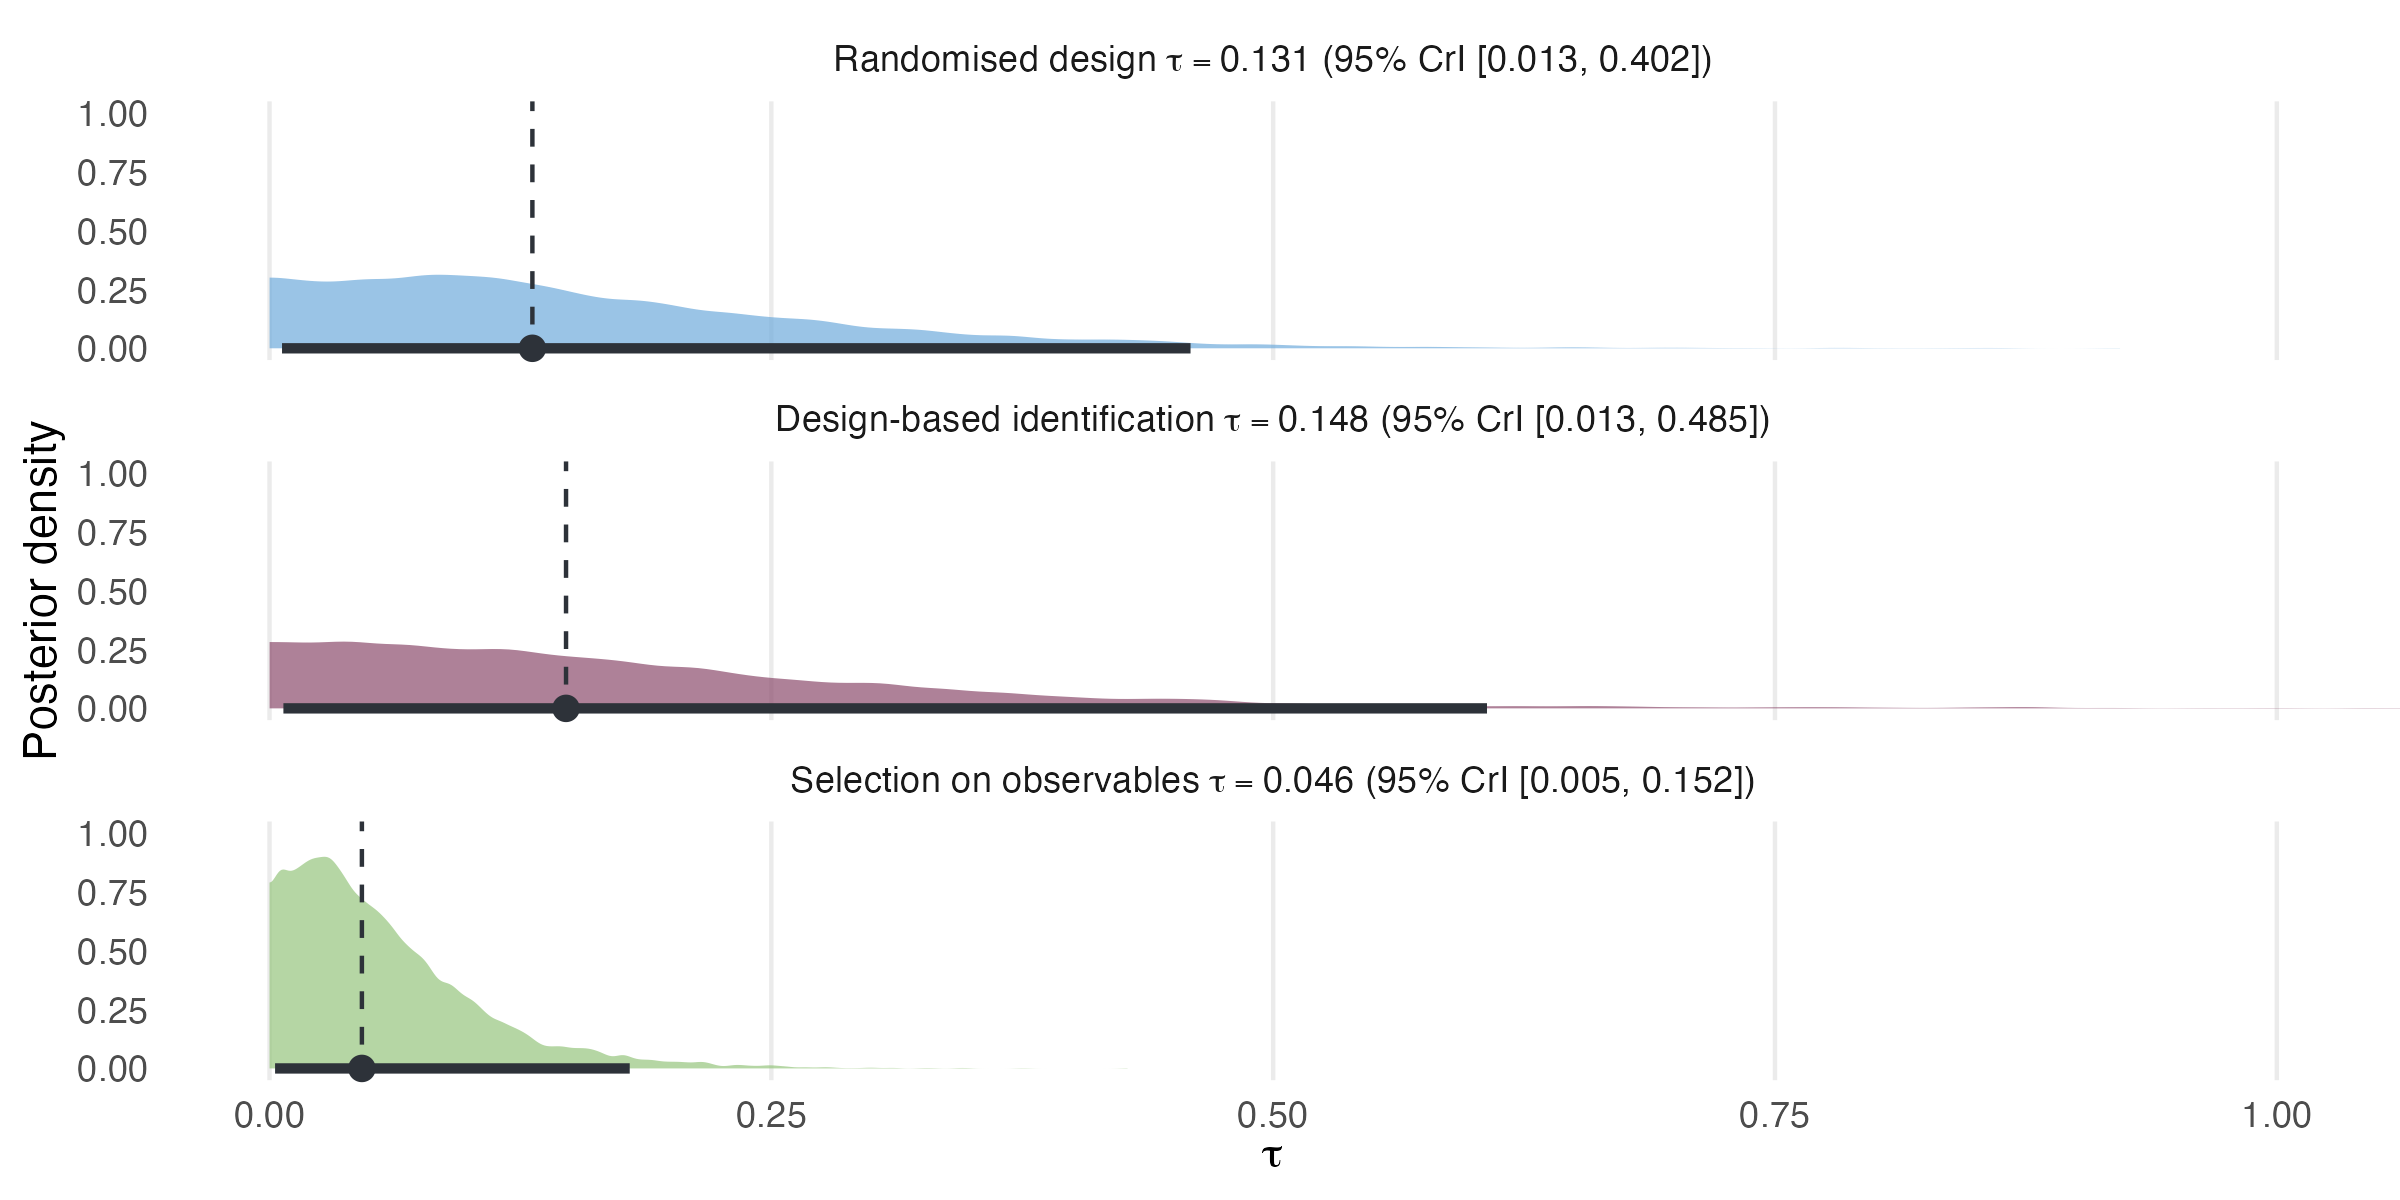 Randomised design τ = 0.131 (95% CrI [0.013, 0.402])
1.00
0.75
0.50
0.25
0.00
Design-based identification τ = 0.148 (95% CrI [0.013, 0.485])
1.00
0.75
0.50
0.25
0.00
Posterior density
Selection on observables τ = 0.046 (95% CrI [0.005, 0.152])
1.00
0.75
0.50
0.25
0.00
0.00 0.25 0.50 0.75 1.00
τ